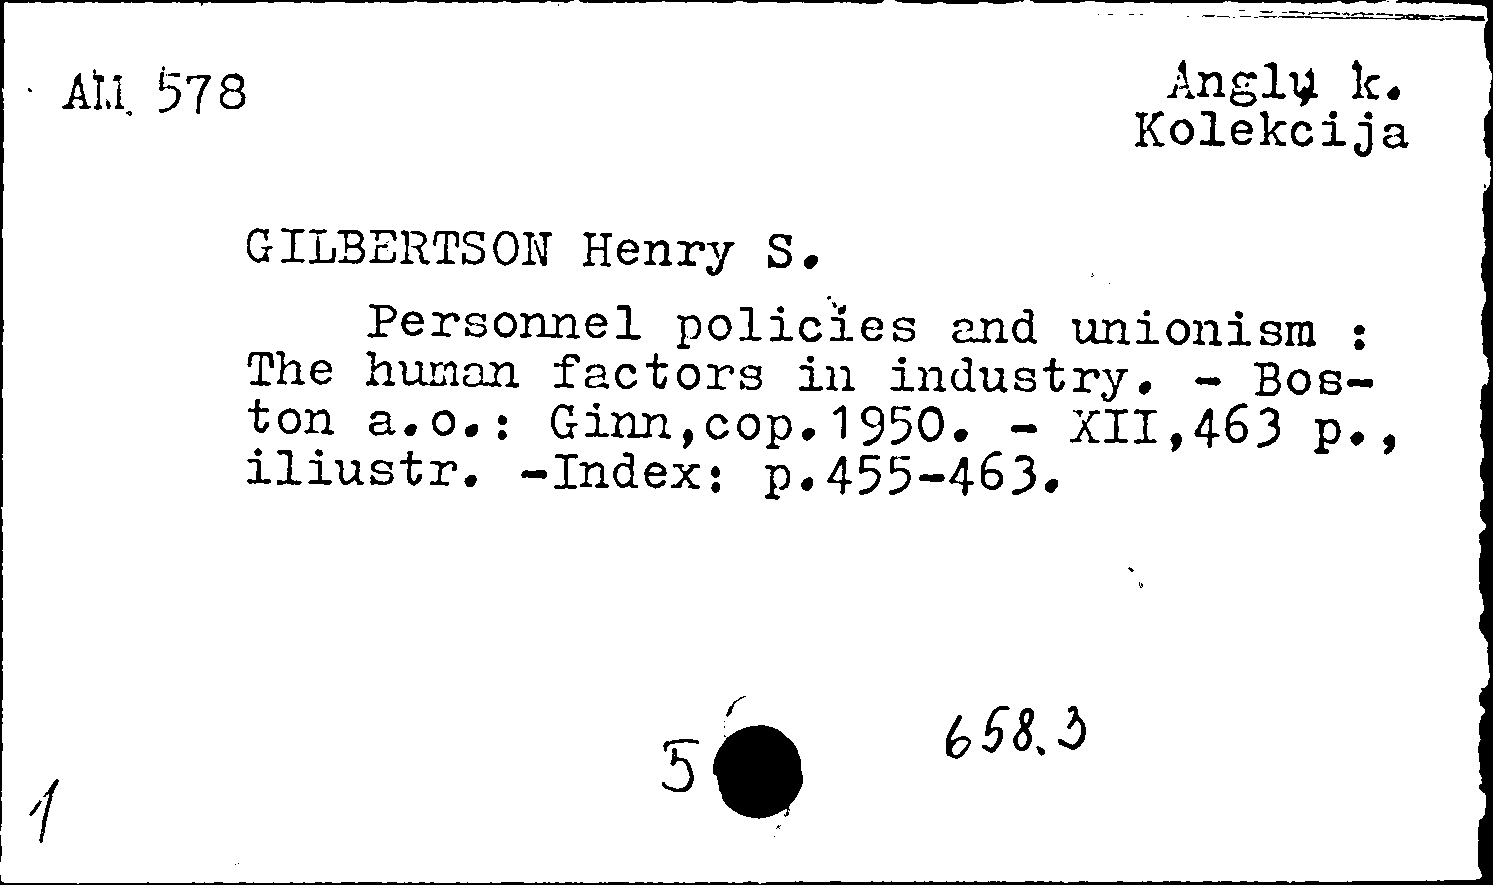 AM 578
Anglų k.
Kolekcija
GILBERTSON Henry S.
Personnel policies and unionism :
The human factors in industry. - Bos-
ton a.o.: Ginn,cop.1950. - XII,463 p.,
iliustr. -Index: p.455-463.
5
658.3
1